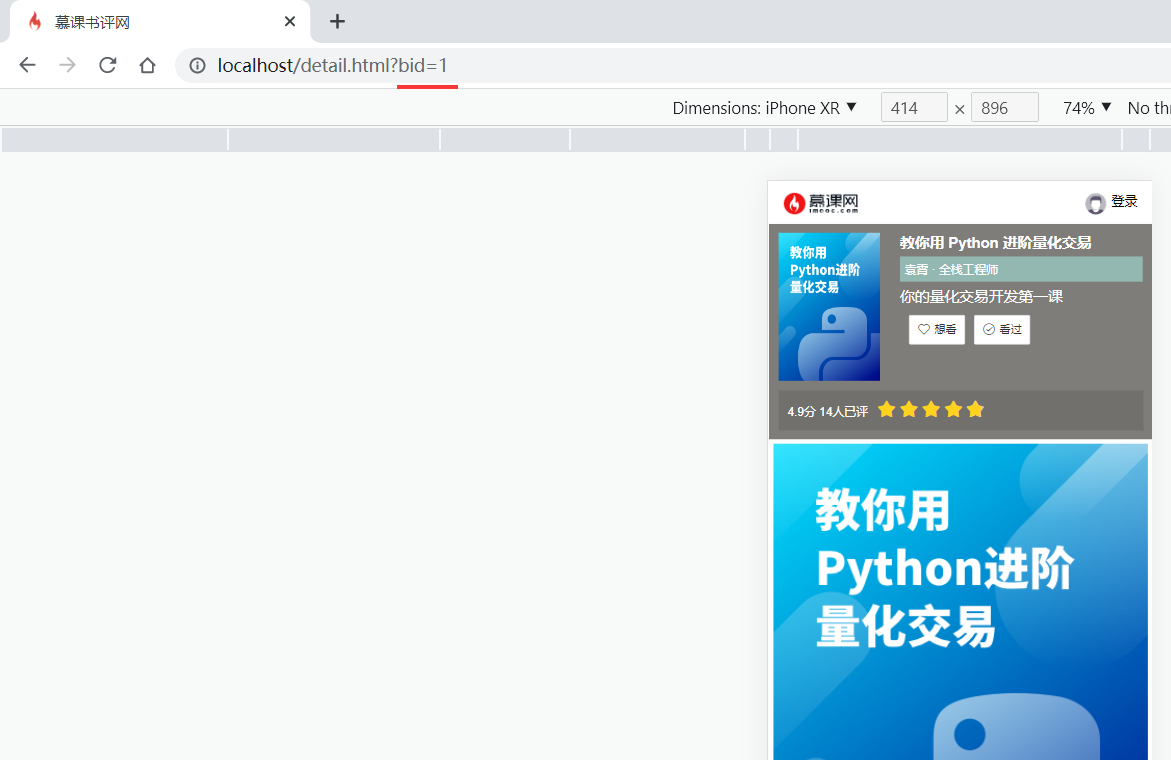 慕课书评网
localhost/detail.html?bid=1
Dimensions: iPhone XR 414 × 896 74% No thr
慕课网 登录
imooc.com
教你用
Python进阶
量化交易
教你用 Python 进阶量化交易
袁霄 · 全栈工程师
你的量化交易开发第一课
想看 看过
4.9分 14人已评
教你用
Python进阶
量化交易